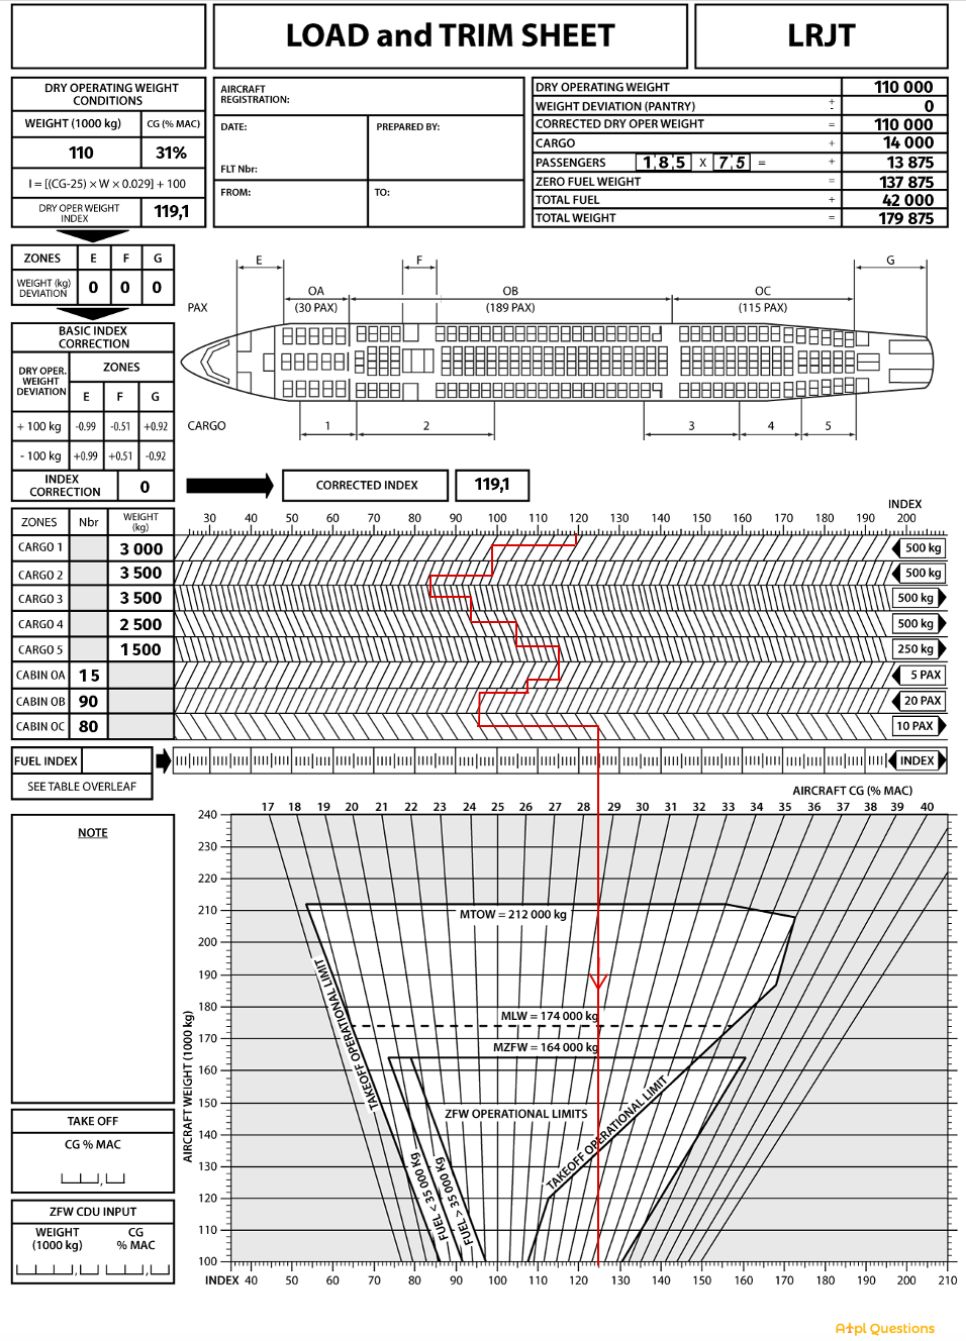 LOAD and TRIM SHEET
LRJT
DRY OPERATING WEIGHT
CONDITIONS
WEIGHT (1000 kg) CG (% MAC)
110 31%
I = [(CG-25) × W × 0.029] + 100
DRY OPER WEIGHT
INDEX
119,1
AIRCRAFT
REGISTRATION:
DATE:
PREPARED BY:
FLT Nbr:
FROM:
TO:
DRY OPERATING WEIGHT 110 000
WEIGHT DEVIATION (PANTRY) ± 0
CORRECTED DRY OPER WEIGHT = 110 000
CARGO + 14 000
PASSENGERS 1,8,5 X 7,5 = + 13 875
ZERO FUEL WEIGHT = 137 875
TOTAL FUEL + 42 000
TOTAL WEIGHT = 179 875
ZONES E F G
WEIGHT (kg)
DEVIATION
0 0 0
BASIC INDEX
CORRECTION
DRY OPER.
WEIGHT
DEVIATION
ZONES
E F G
+ 100 kg -0.99 -0.51 +0.92
- 100 kg +0.99 +0.51 -0.92
INDEX
CORRECTION
0
E F G
OA OB OC
PAX (30 PAX) (189 PAX) (115 PAX)
CARGO
1 2 3 4 5
CORRECTED INDEX
119,1
ZONES Nbr WEIGHT
(kg)
INDEX
30 40 50 60 70 80 90 100 110 120 130 140 150 160 170 180 190 200
CARGO 1 3 000 500 kg
CARGO 2 3 500 500 kg
CARGO 3 3 500 500 kg
CARGO 4 2 500 500 kg
CARGO 5 1 500 250 kg
CABIN OA 15 5 PAX
CABIN OB 90 20 PAX
CABIN OC 80 10 PAX
FUEL INDEX
INDEX
SEE TABLE OVERLEAF
AIRCRAFT CG (% MAC)
17 18 19 20 21 22 23 24 25 26 27 28 29 30 31 32 33 34 35 36 37 38 39 40
NOTE
AIRCRAFT WEIGHT (1000 kg)
240
230
220
210
200
190
180
170
160
150
140
130
120
110
100
MTOW = 212 000 kg
TAKEOFF OPERATIONAL LIMIT
MLW = 174 000 kg
MZFW = 164 000 kg
ZFW OPERATIONAL LIMITS
TAKEOFF OPERATIONAL LIMIT
FUEL < 35 000 KG
FUEL > 35 000 KG
INDEX 40 50 60 70 80 90 100 110 120 130 140 150 160 170 180 190 200 210
TAKE OFF
CG % MAC
ZFW CDU INPUT
WEIGHT
(1000 kg)
CG
% MAC
Atpl Questions